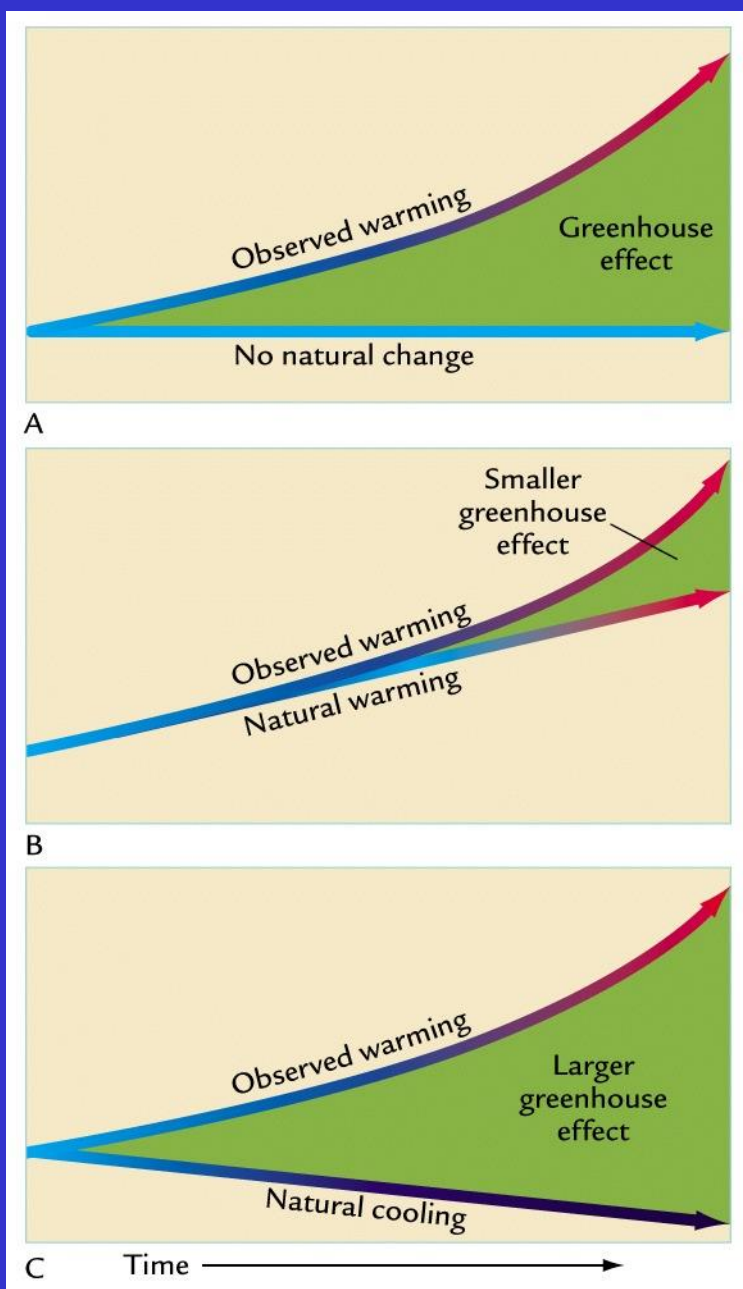 Observed warming
Greenhouse
effect
No natural change
A
Smaller
greenhouse
effect
Observed warming
Natural warming
B
Observed warming
Larger
greenhouse
effect
Natural cooling
C
Time